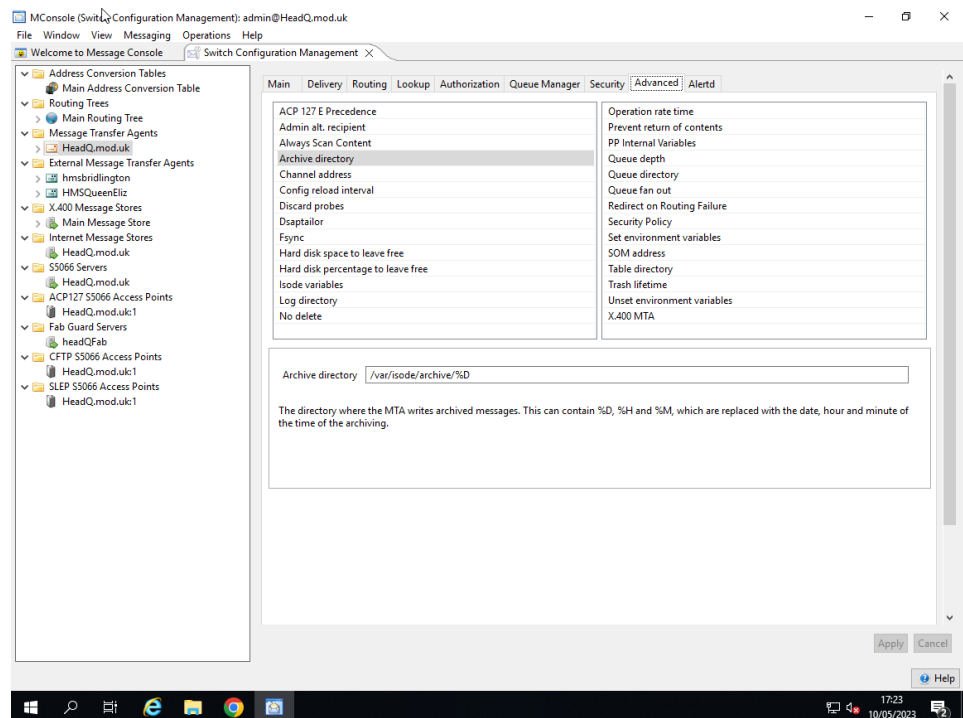 MConsole (Switch Configuration Management): admin@HeadQ.mod.uk
File Window View Messaging Operations Help
Welcome to Message Console
Switch Configuration Management
Address Conversion Tables
Main Address Conversion Table
Routing Trees
Main Routing Tree
Message Transfer Agents
HeadQ.mod.uk
External Message Transfer Agents
hmsbridlington
HMSQueenEliz
X.400 Message Stores
Main Message Store
Internet Message Stores
HeadQ.mod.uk
S5066 Servers
HeadQ.mod.uk
ACP127 S5066 Access Points
HeadQ.mod.uk:1
Fab Guard Servers
headQFab
CFTP S5066 Access Points
HeadQ.mod.uk:1
SLEP S5066 Access Points
HeadQ.mod.uk:1
Main Delivery Routing Lookup Authorization Queue Manager Security Advanced Alertd
ACP 127 E Precedence
Admin alt. recipient
Always Scan Content
Archive directory
Channel address
Config reload interval
Discard probes
Dsaptailor
Fsync
Hard disk space to leave free
Hard disk percentage to leave free
Isode variables
Log directory
No delete
Operation rate time
Prevent return of contents
PP Internal Variables
Queue depth
Queue directory
Queue fan out
Redirect on Routing Failure
Security Policy
Set environment variables
SOM address
Table directory
Trash lifetime
Unset environment variables
X.400 MTA
Archive directory /var/isode/archive/%D
The directory where the MTA writes archived messages. This can contain %D, %H and %M, which are replaced with the date, hour and minute of
the time of the archiving.
Apply Cancel
Help
17:23
10/05/2023
2